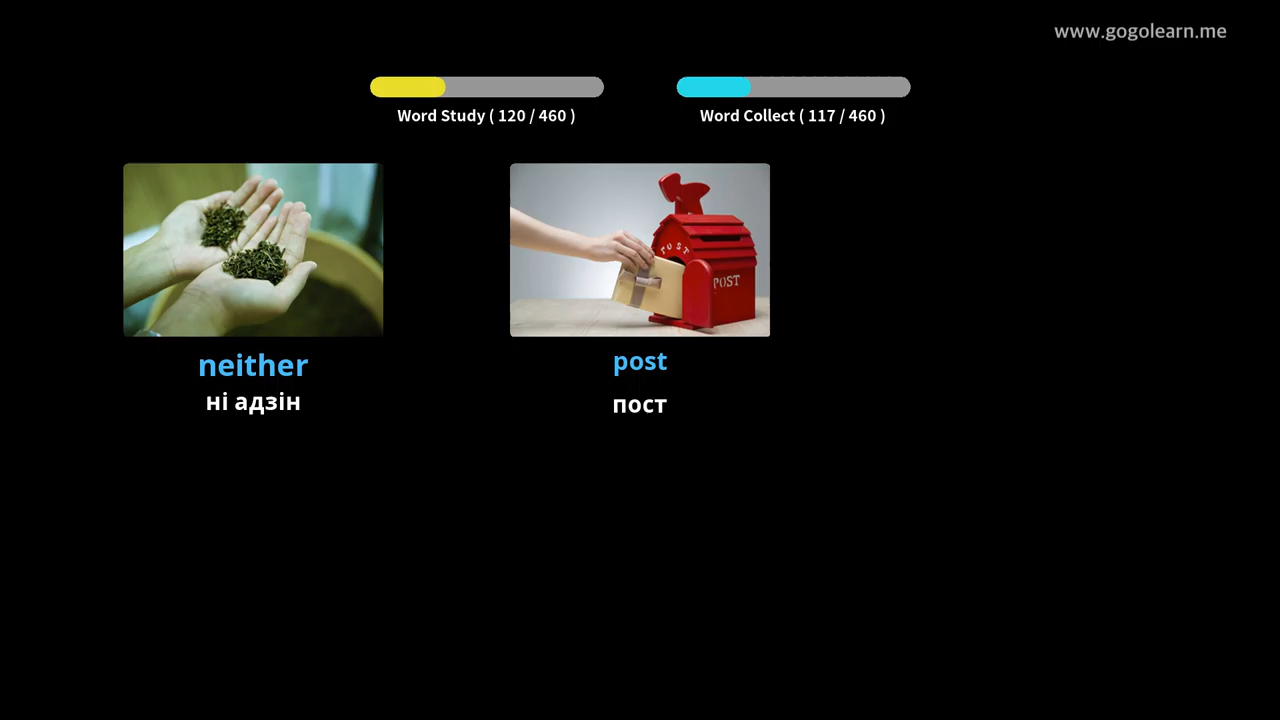 www.gogolearn.me
Word Study ( 120 / 460 )
Word Collect ( 117 / 460 )
POST
POST
neither
ні адзін
post
пост